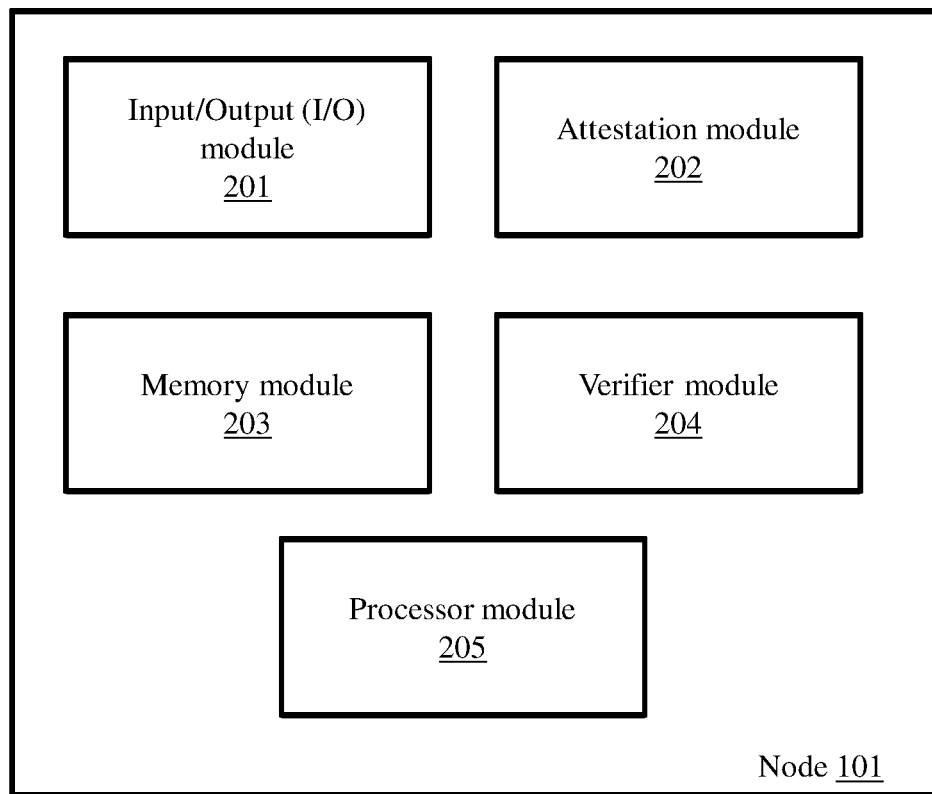 Input/Output (I/O)
module
201
Attestation module
202
Memory module
203
Verifier module
204
Processor module
205
Node 101